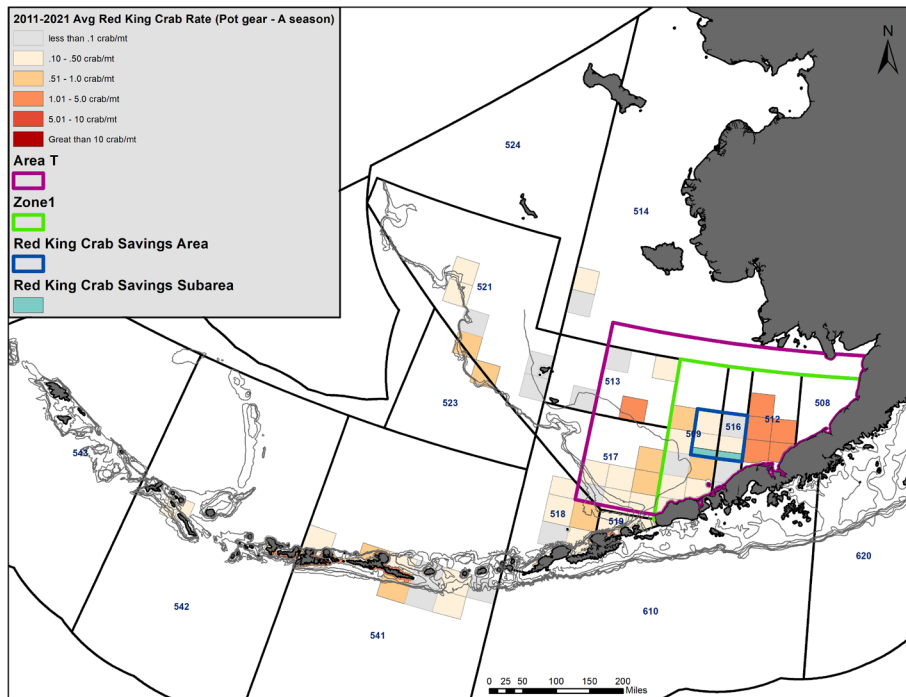 2011-2021 Avg Red King Crab Rate (Pot gear - A season)
less than .1 crab/mt
.10 - .50 crab/mt
.51 - 1.0 crab/mt
1.01 - 5.0 crab/mt
5.01 - 10 crab/mt
Great than 10 crab/mt
Area T
Zone1
Red King Crab Savings Area
Red King Crab Savings Subarea
N
524
514
521
513
508
512
516
509
523
517
543
518
519
620
542
610
541
0 25 50 100 150 200
Miles